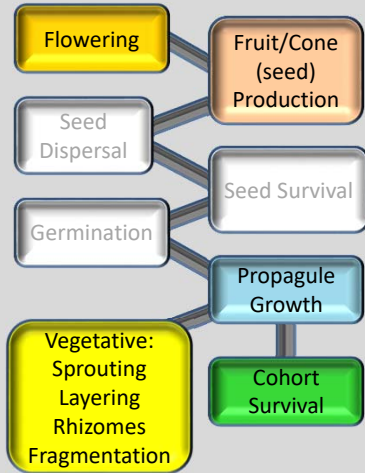 Flowering
Fruit/Cone
(seed)
Production
Seed
Dispersal
Seed Survival
Germination
Propagule
Growth
Vegetative:
Sprouting
Layering
Rhizomes
Fragmentation
Cohort
Survival